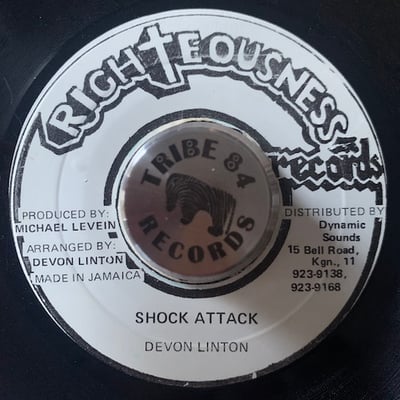 RIGHTEOUSNESS
records
TRIBE 84
RECORDS
PRODUCED BY:
MICHAEL LEVEIN
ARRANGED BY:
DEVON LINTON
MADE IN JAMAICA
DISTRIBUTED BY
Dynamic
Sounds
15 Bell Road,
Kgn., 11
923-9138,
923-9168
SHOCK ATTACK
DEVON LINTON